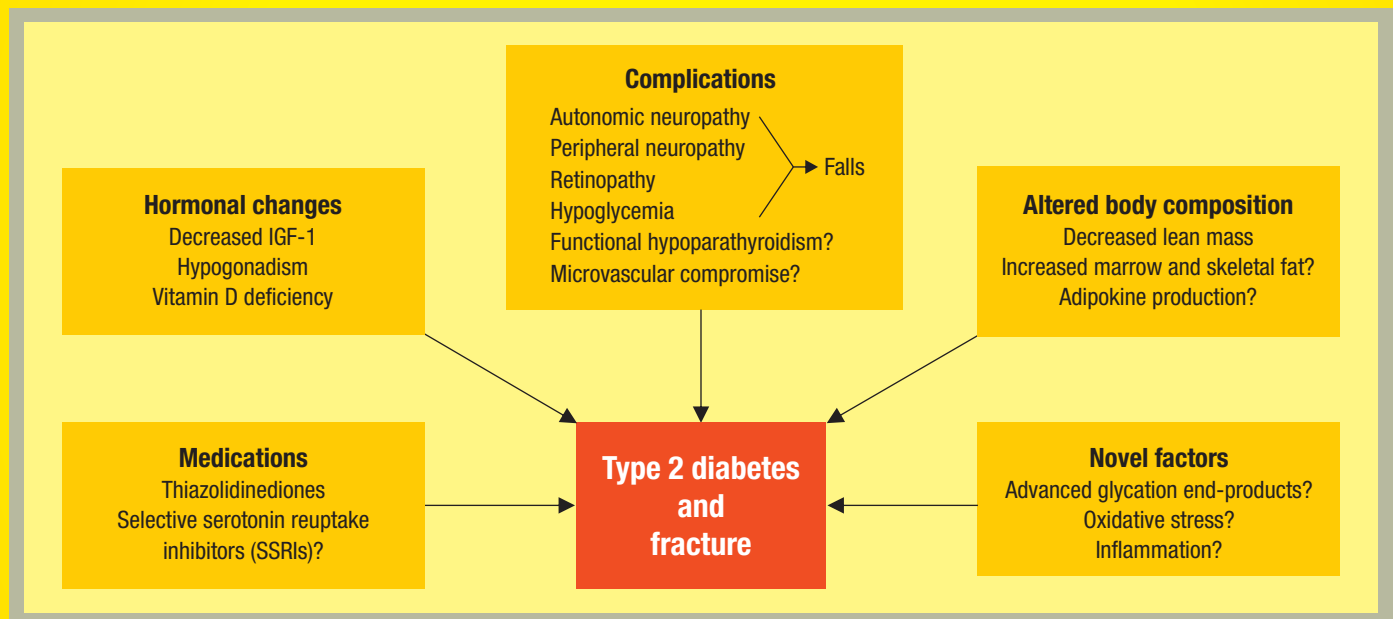 Complications
Autonomic neuropathy
Peripheral neuropathy
Retinopathy
Hypoglycemia
Falls
Functional hypoparathyroidism?
Microvascular compromise?
Hormonal changes
Decreased IGF-1
Hypogonadism
Vitamin D deficiency
Altered body composition
Decreased lean mass
Increased marrow and skeletal fat?
Adipokine production?
Medications
Thiazolidinediones
Selective serotonin reuptake
inhibitors (SSRIs)?
Type 2 diabetes
and
fracture
Novel factors
Advanced glycation end-products?
Oxidative stress?
Inflammation?